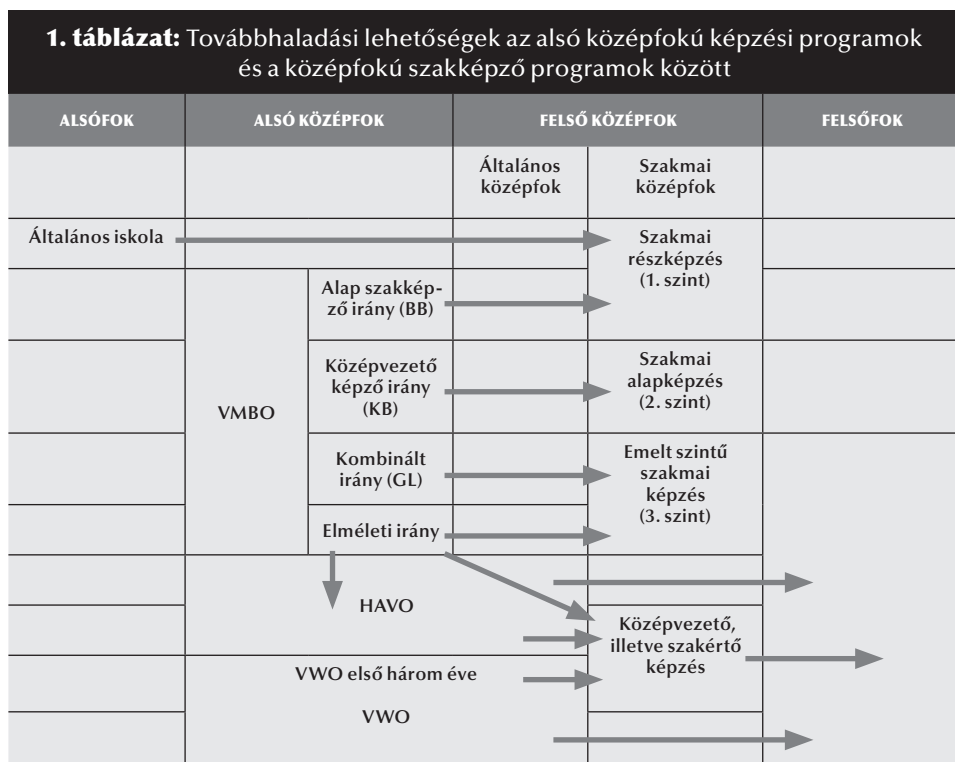 1. táblázat: Továbbhaladási lehetőségek az alsó középfokú képzési programok
és a középfokú szakképző programok között
ALSÓFOK
ALSÓ KÖZÉPFOK
FELSŐ KÖZÉPFOK
FELSŐFOK
Általános
középfok
Szakmai
középfok
Általános iskola
Szakmai
részképzés
(1. szint)
VMBO
Alap szakkép-
ző irány (BB)
Középvezető
képző irány
(KB)
Szakmai
alapképzés
(2. szint)
Kombinált
irány (GL)
Emelt szintű
szakmai
képzés
(3. szint)
Elméleti irány
HAVO
Középvezető,
illetve szakértő
képzés
VWO első három éve
VWO